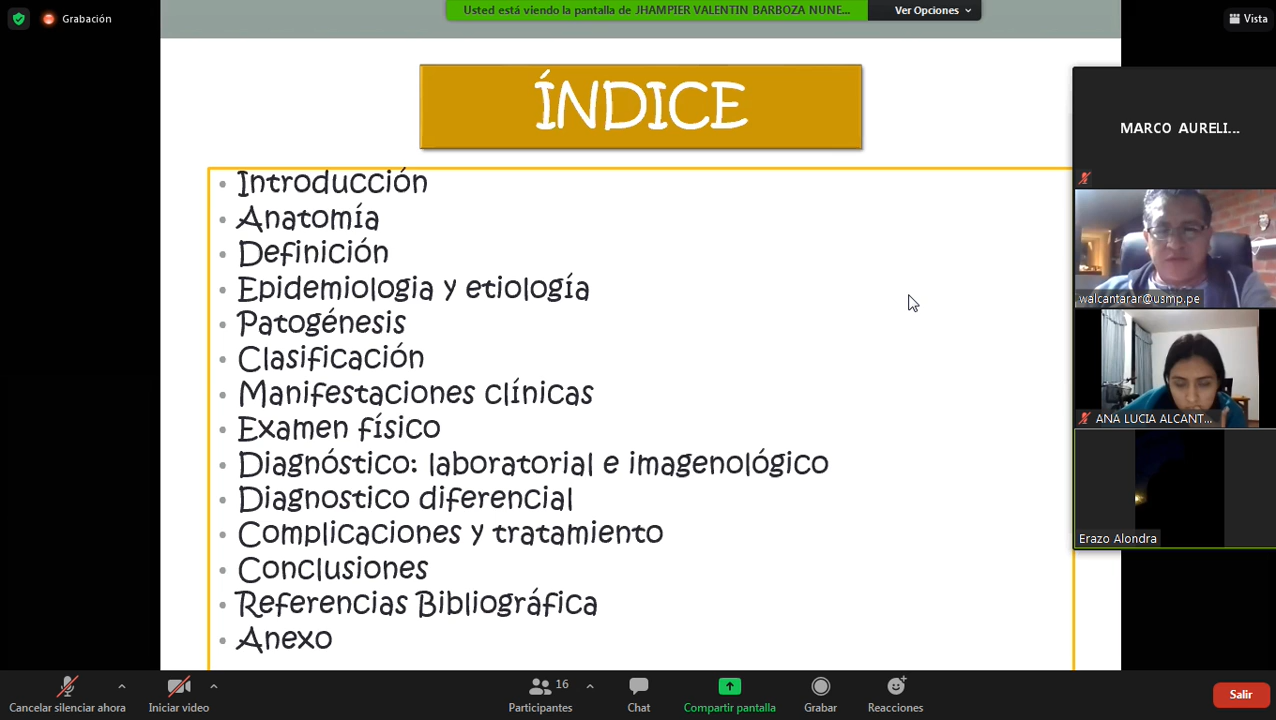 Grabación
Usted está viendo la pantalla de JHAMPIER VALENTIN BARBOZA NUNE...
Ver Opciones
Vista
ÍNDICE
MARCO AURELI...
• Introducción
• Anatomía
• Definición
• Epidemiologia y etiología
• Patogénesis
• Clasificación
• Manifestaciones clínicas
• Examen físico
• Diagnóstico: laboratorial e imagenológico
• Diagnostico diferencial
• Complicaciones y tratamiento
• Conclusiones
• Referencias Bibliográfica
• Anexo
walcantarar@usmp.pe
ANA LUCIA ALCANT...
Erazo Alondra
Cancelar silenciar ahora
Iniciar video
16
Participantes
Chat
Compartir pantalla
Grabar
Reacciones
Salir